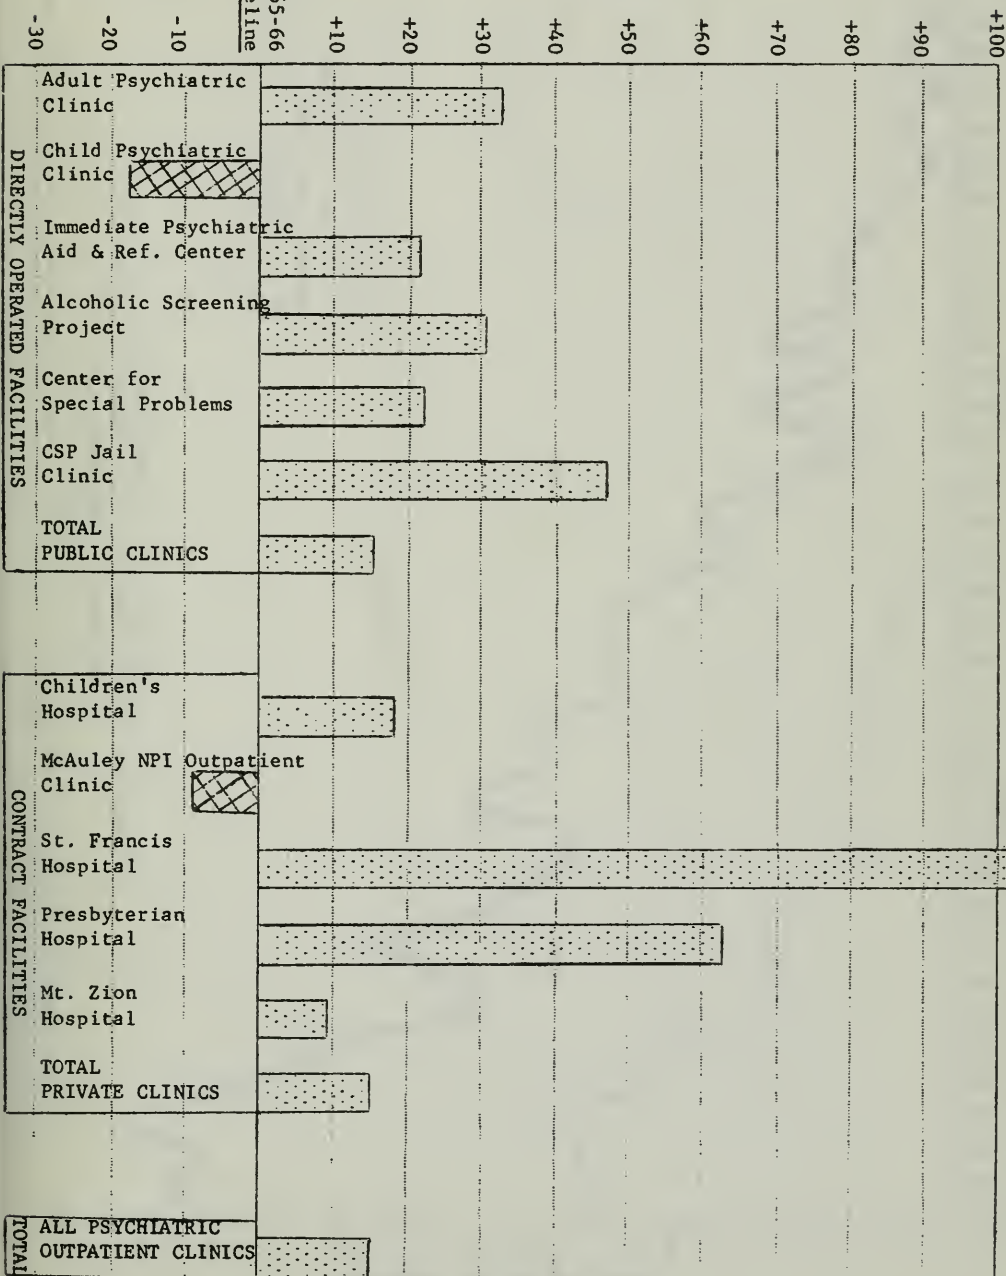 -30
-20
-10
+10
+20
+30
+40
+50
+60
+70
+80
+90
+100
DIRECTLY OPERATED FACILITIES
Adult Psychiatric
Clinic
Child Psychiatric
Clinic
Immediate Psychiatric
Aid & Ref. Center
Alcoholic Screening
Project
Center for
Special Problems
CSP Jail
Clinic
TOTAL
PUBLIC CLINICS
CONTRACT FACILITIES
Children's
Hospital
McAuley NPI Outpatient
Clinic
St. Francis
Hospital
Presbyterian
Hospital
Mt. Zion
Hospital
TOTAL
PRIVATE CLINICS
TOTAL
ALL PSYCHIATRIC
OUTPATIENT CLINICS